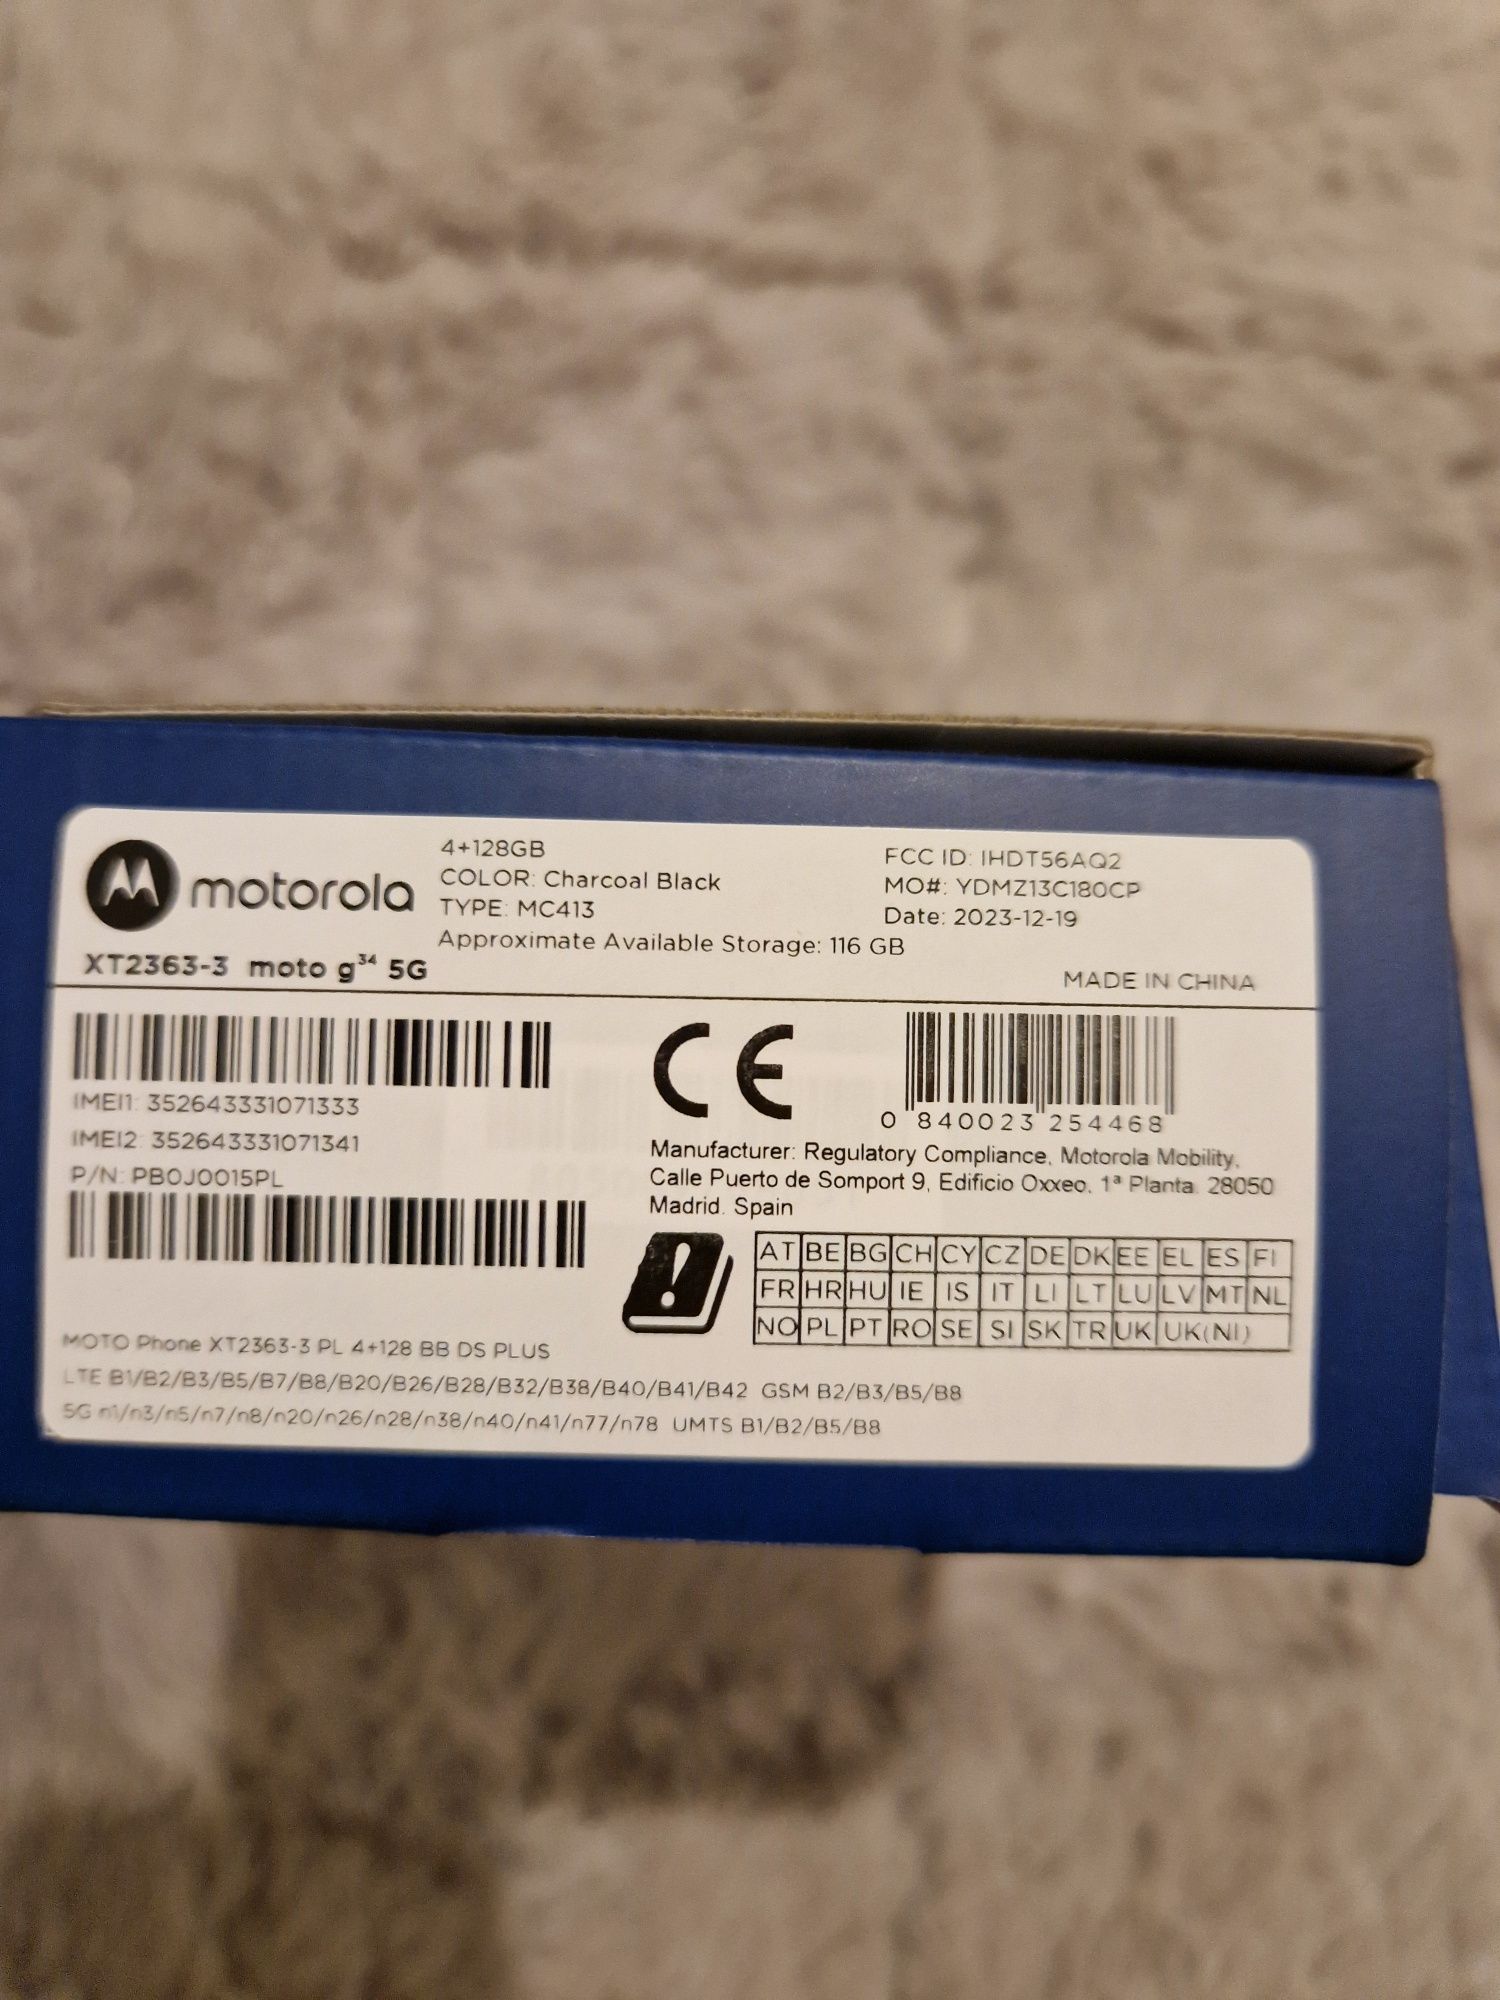 motorola
XT2363-3 moto g³⁴ 5G
4+128GB
COLOR: Charcoal Black
TYPE: MC413
Approximate Available Storage: 116 GB
FCC ID: IHDT56AQ2
MO#: YDMZ13C180CP
Date: 2023-12-19
MADE IN CHINA
IMEI1: 352643331071333
IMEI2: 352643331071341
P/N: PB0J0015PL
CE
0 840023 254468
Manufacturer: Regulatory Compliance, Motorola Mobility,
Calle Puerto de Somport 9, Edificio Oxxeo, 1ª Planta 28050
Madrid. Spain
AT BE BG CH CY CZ DE DK EE EL ES FI
FR HR HU IE IS IT LI LT LU LV MT NL
NO PL PT RO SE SI SK TR UK UK(NI)
MOTO Phone XT2363-3 PL 4+128 BB DS PLUS
LTE B1/B2/B3/B5/B7/B8/B20/B26/B28/B32/B38/B40/B41/B42 GSM B2/B3/B5/B8
5G n1/n3/n5/n7/n8/n20/n26/n28/n38/n40/n41/n77/n78 UMTS B1/B2/B5/B8